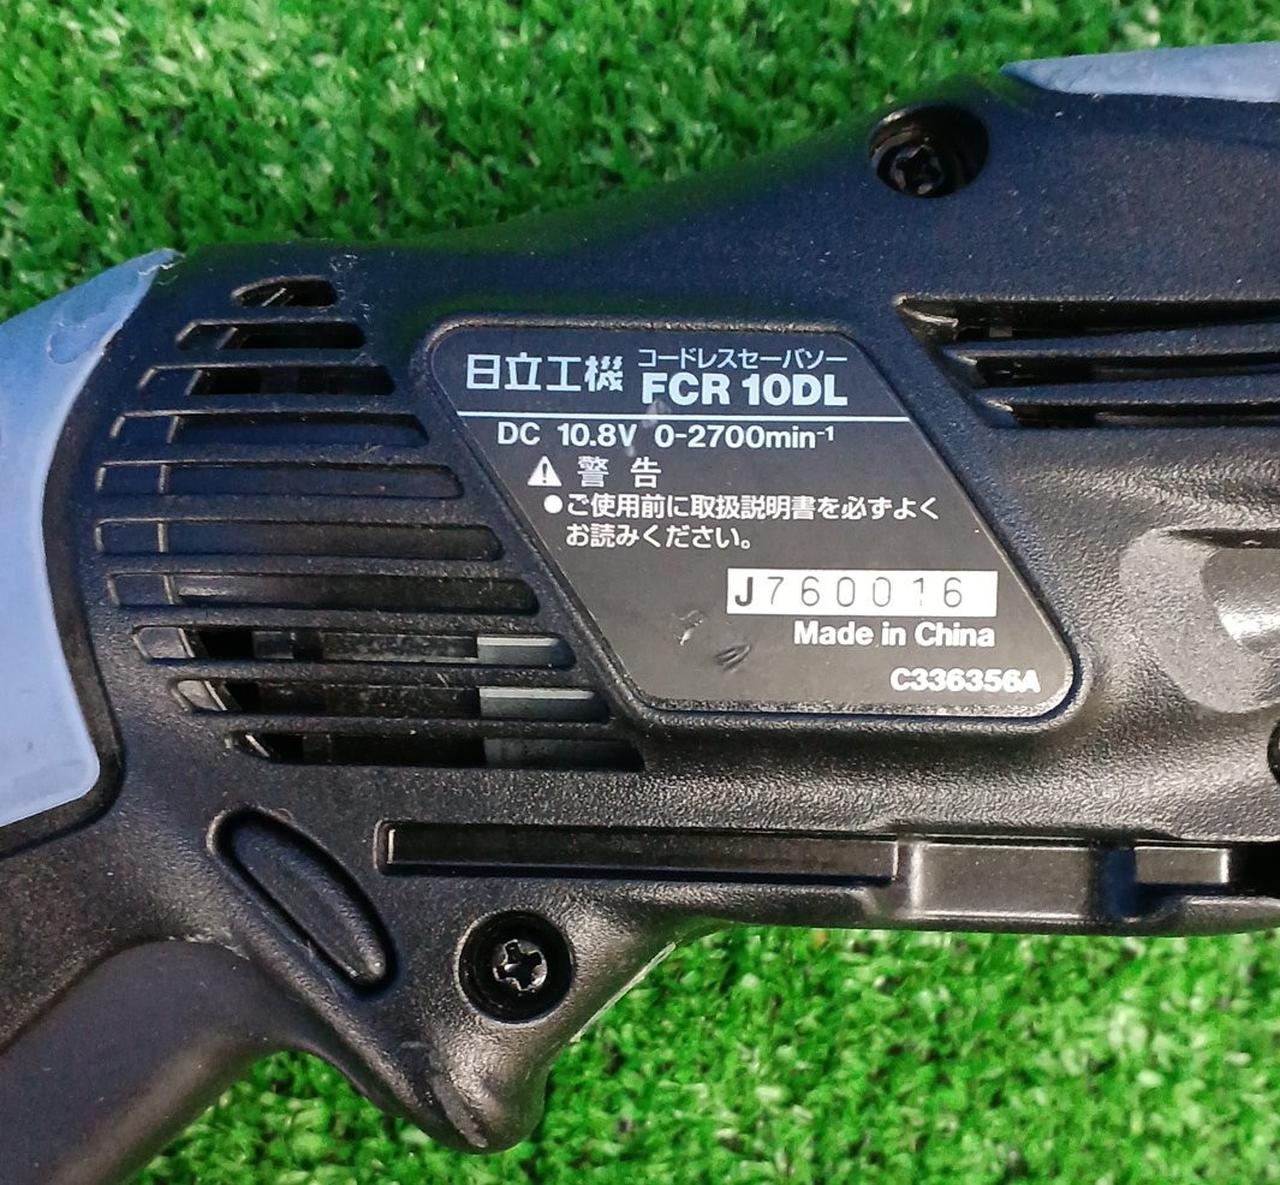 日立工機 コードレスセーバソー
FCR 10DL
DC 10.8V 0-2700min⁻¹
⚠ 警告
●ご使用前に取扱説明書を必ずよく
お読みください。
J760016
Made in China
C336356A